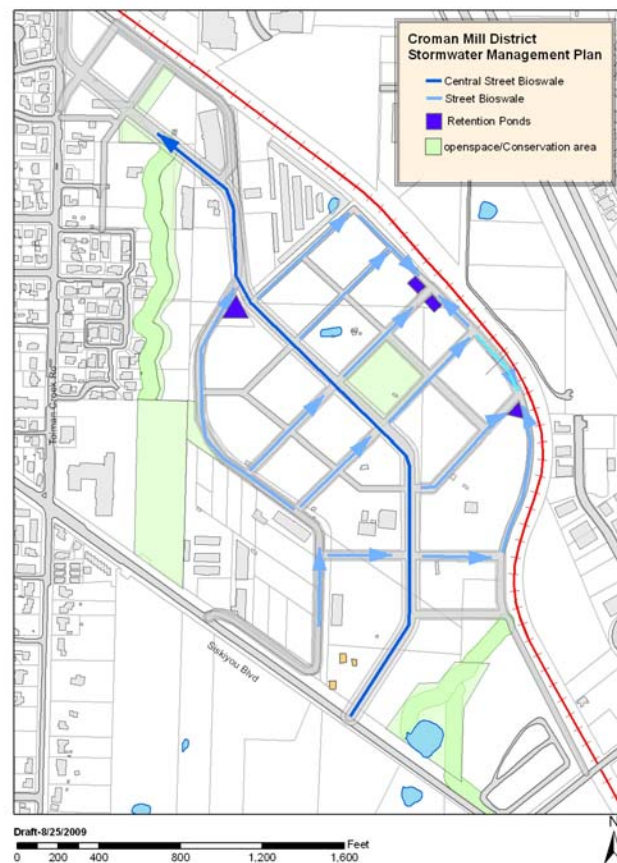 Croman Mill District
Stormwater Management Plan
Central Street Bioswale
Street Bioswale
Retention Ponds
openspace/Conservation area
Tolman Creek Rd
Siskiyou Blvd
N
Draft-8/25/2009
Feet
0 100 200 400 800 1,200 1,600